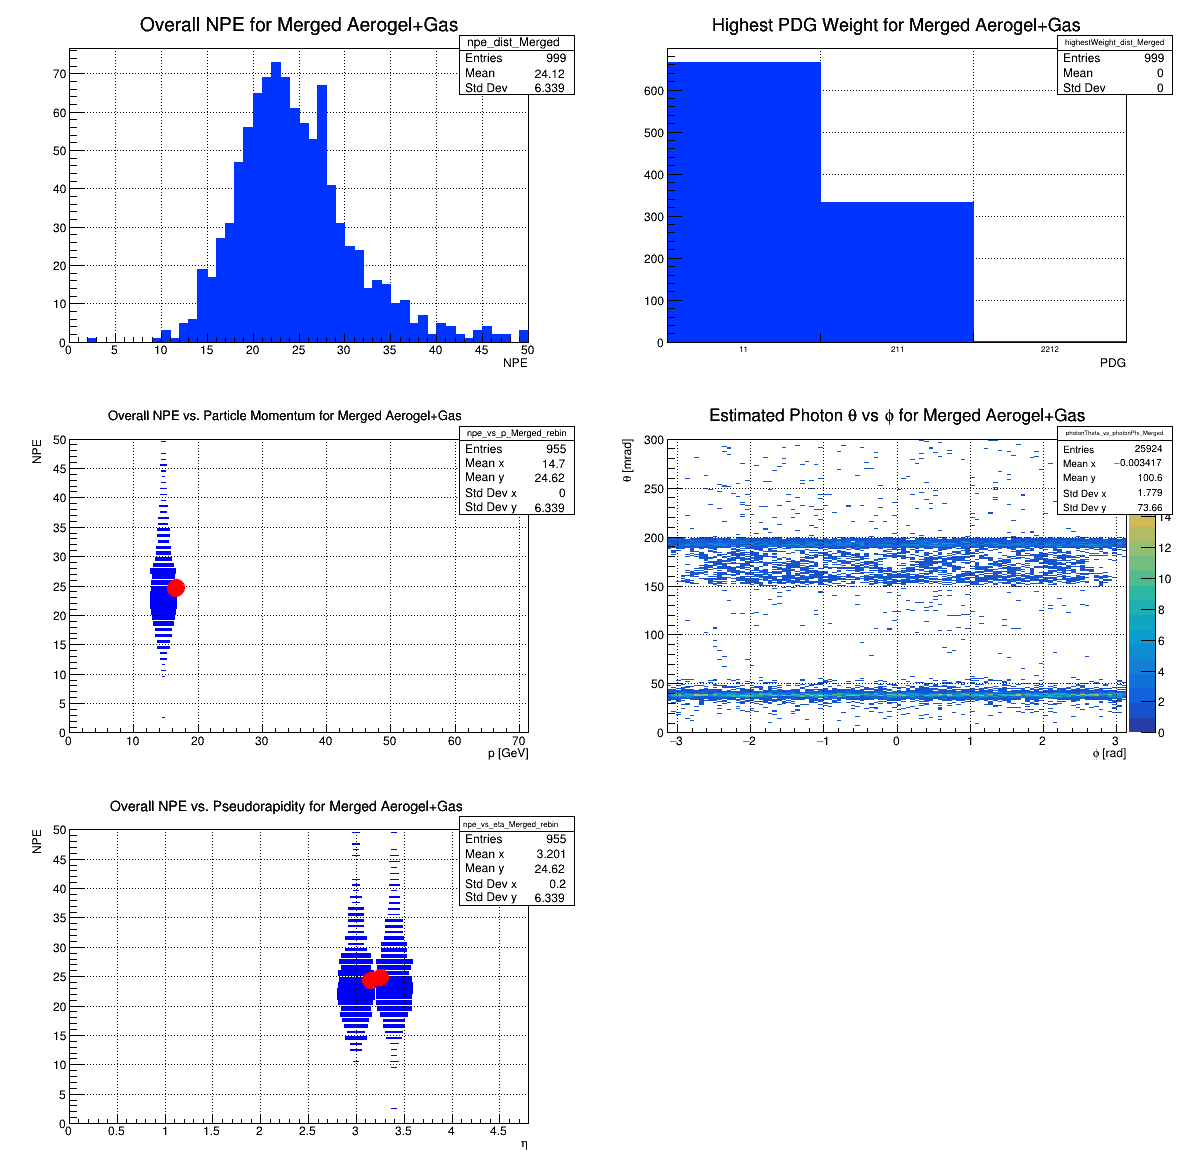 Overall NPE for Merged Aerogel+Gas
npe_dist_Merged
Entries 999
Mean 24.12
Std Dev 6.339
70
60
50
40
30
20
10
0
0 5 10 15 20 25 30 35 40 45 50
NPE
Highest PDG Weight for Merged Aerogel+Gas
highestWeight_dist_Merged
Entries 999
Mean 0
Std Dev 0
600
500
400
300
200
100
0
11 211 2212
PDG
Overall NPE vs. Particle Momentum for Merged Aerogel+Gas
NPE
npe_vs_p_Merged_rebin
Entries 955
Mean x 14.7
Mean y 24.62
Std Dev x 0
Std Dev y 6.339
50
45
40
35
30
25
20
15
10
5
0
0 10 20 30 40 50 60 70
p [GeV]
Estimated Photon θ vs ϕ for Merged Aerogel+Gas
θ [mrad]
photonTheta_vs_photonPhi_Merged
Entries 25924
Mean x −0.003417
Mean y 100.6
Std Dev x 1.779
Std Dev y 73.66
300
250
200
150
100
50
0
14
12
10
8
6
4
2
0
−3 −2 −1 0 1 2 3
ϕ [rad]
Overall NPE vs. Pseudorapidity for Merged Aerogel+Gas
NPE
npe_vs_eta_Merged_rebin
Entries 955
Mean x 3.201
Mean y 24.62
Std Dev x 0.2
Std Dev y 6.339
50
45
40
35
30
25
20
15
10
5
0
0 0.5 1 1.5 2 2.5 3 3.5 4 4.5
η